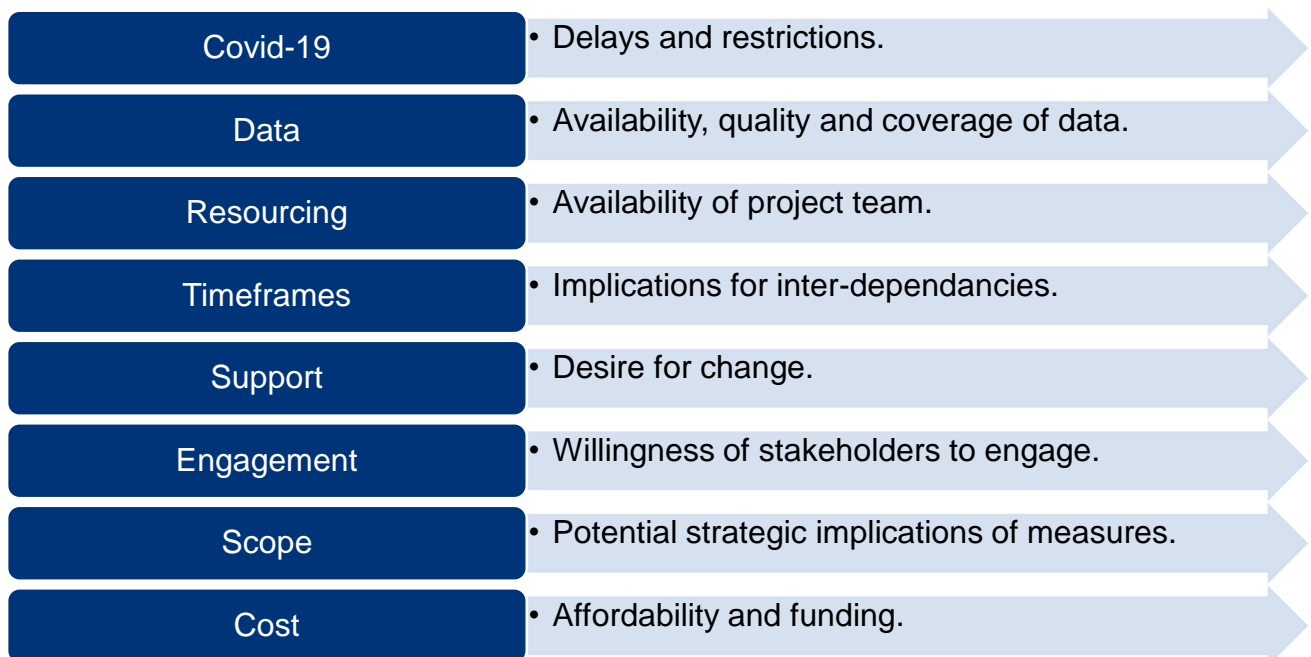 Covid-19
• Delays and restrictions.
Data
• Availability, quality and coverage of data.
Resourcing
• Availability of project team.
Timeframes
• Implications for inter-dependancies.
Support
• Desire for change.
Engagement
• Willingness of stakeholders to engage.
Scope
• Potential strategic implications of measures.
Cost
• Affordability and funding.